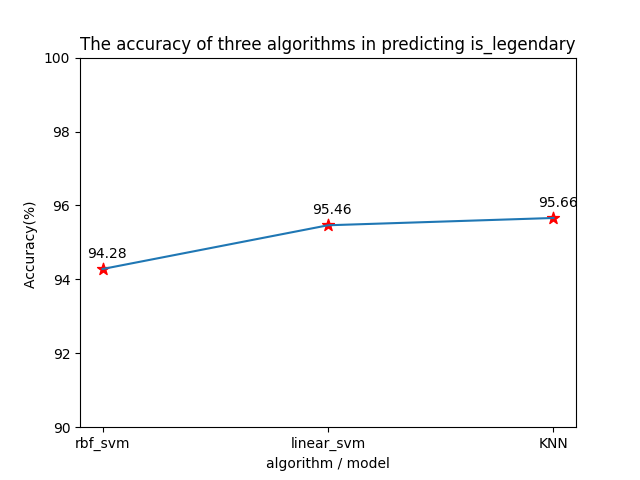 The accuracy of three algorithms in predicting is_legendary
100
98
96
94
92
90
Accuracy(%)
94.28
95.46
95.66
rbf_svm
linear_svm
KNN
algorithm / model